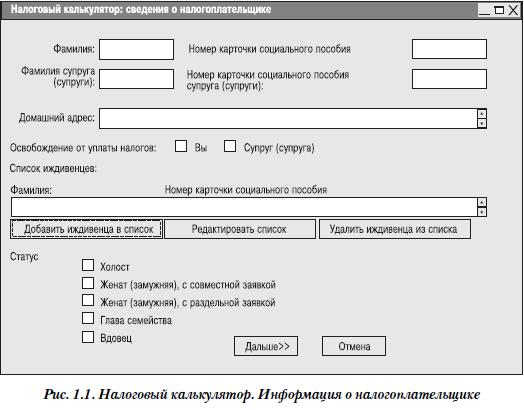 Налоговый калькулятор: сведения о налогоплательщике
Фамилия: Номер карточки социального пособия
Фамилия супруга (супруги): Номер карточки социального пособия супруга (супруги):
Домашний адрес:
Освобождение от уплаты налогов: Вы Супруг (супруга)
Список иждивенцев:
Фамилия: Номер карточки социального пособия
Добавить иждивенца в список Редактировать список Удалить иждивенца из списка
Статус
Холост
Женат (замужняя), с совместной заявкой
Женат (замужняя), с раздельной заявкой
Глава семейства
Вдовец
Дальше>> Отмена
Рис. 1.1. Налоговый калькулятор. Информация о налогоплательщике